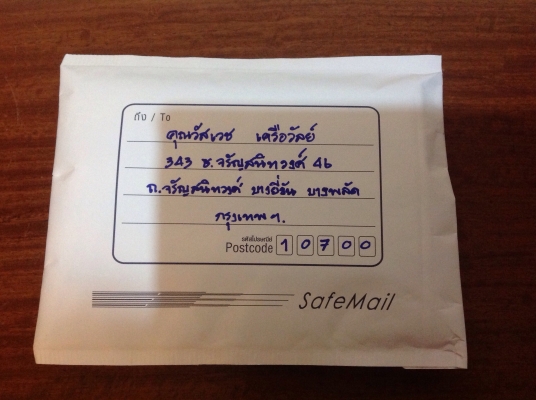 ถึง / To
คุณวัสเวช เครือวัลย์
343 ซ.จรัญสนิทวงศ์ 46
ถ.จรัญสนิทวงศ์ บางยี่ขัน บางพลัด
กรุงเทพฯ.
รหัสไปรษณีย์
Postcode 10700
SafeMail